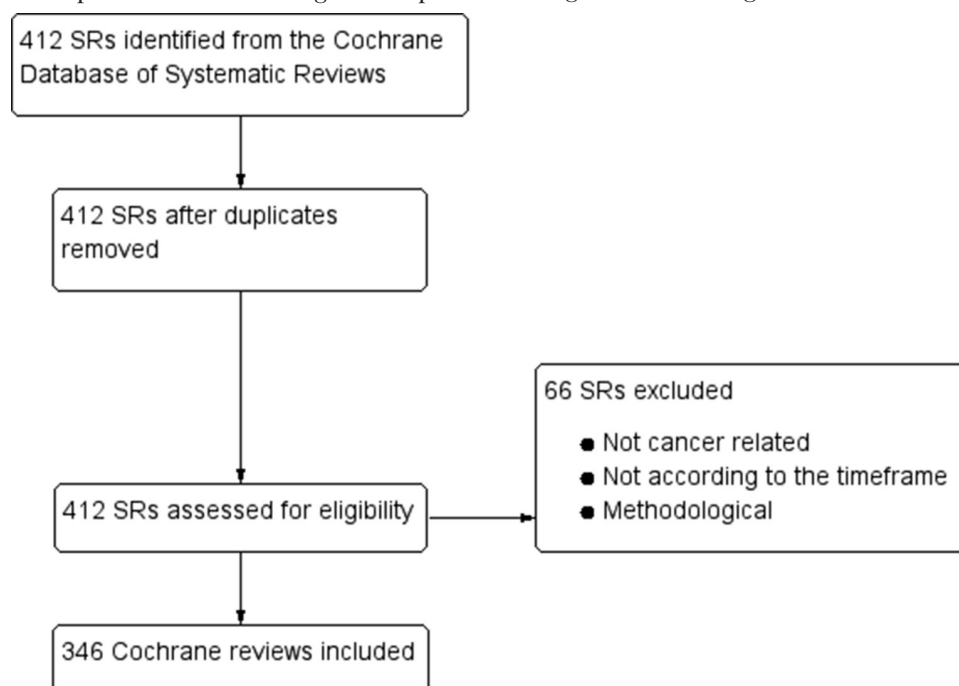 412 SRs identified from the Cochrane
Database of Systematic Reviews
412 SRs after duplicates
removed
66 SRs excluded
● Not cancer related
● Not according to the timeframe
● Methodological
412 SRs assessed for eligibility
346 Cochrane reviews included